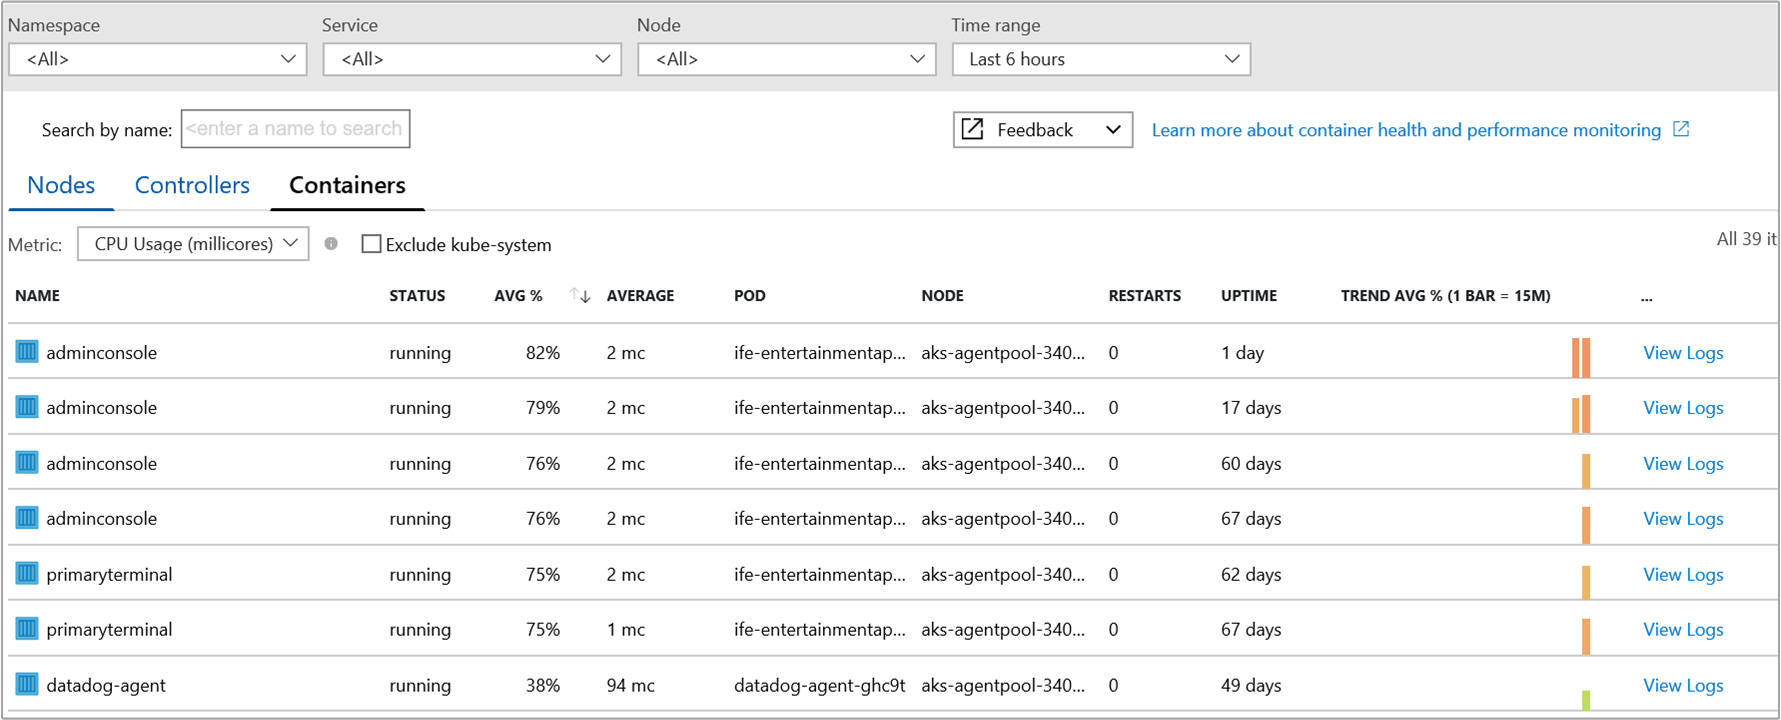 Namespace Service Node Time range
<All> <All> <All> Last 6 hours
Search by name: <enter a name to search Feedback Learn more about container health and performance monitoring
Nodes Controllers Containers
Metric: CPU Usage (millicores) Exclude kube-system All 39 it
NAME STATUS AVG % AVERAGE POD NODE RESTARTS UPTIME TREND AVG % (1 BAR = 15M) ...
adminconsole running 82% 2 mc ife-entertainmentap... aks-agentpool-340... 0 1 day View Logs
adminconsole running 79% 2 mc ife-entertainmentap... aks-agentpool-340... 0 17 days View Logs
adminconsole running 76% 2 mc ife-entertainmentap... aks-agentpool-340... 0 60 days View Logs
adminconsole running 76% 2 mc ife-entertainmentap... aks-agentpool-340... 0 67 days View Logs
primaryterminal running 75% 2 mc ife-entertainmentap... aks-agentpool-340... 0 62 days View Logs
primaryterminal running 75% 1 mc ife-entertainmentap... aks-agentpool-340... 0 67 days View Logs
datadog-agent running 38% 94 mc datadog-agent-ghc9t aks-agentpool-340... 0 49 days View Logs